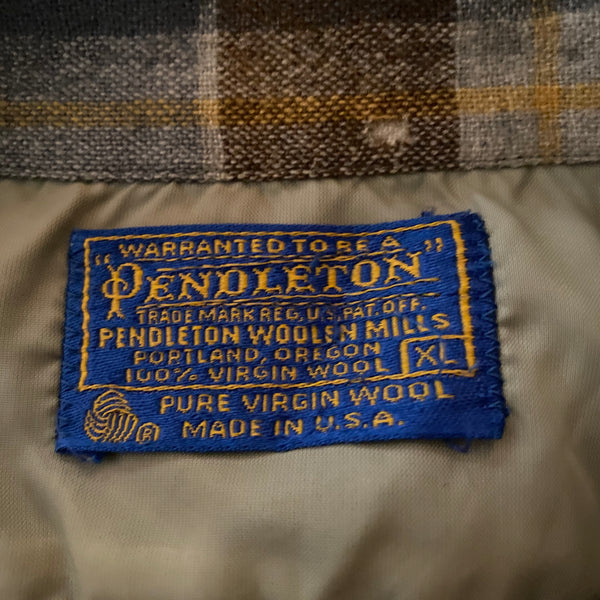 "WARRANTED TO BE A
PENDLETON"
TRADE MARK REG. U.S. PAT. OFF.
PENDLETON WOOLEN MILLS
PORTLAND, OREGON
100% VIRGIN WOOL XL
PURE VIRGIN WOOL
® MADE IN U.S.A.